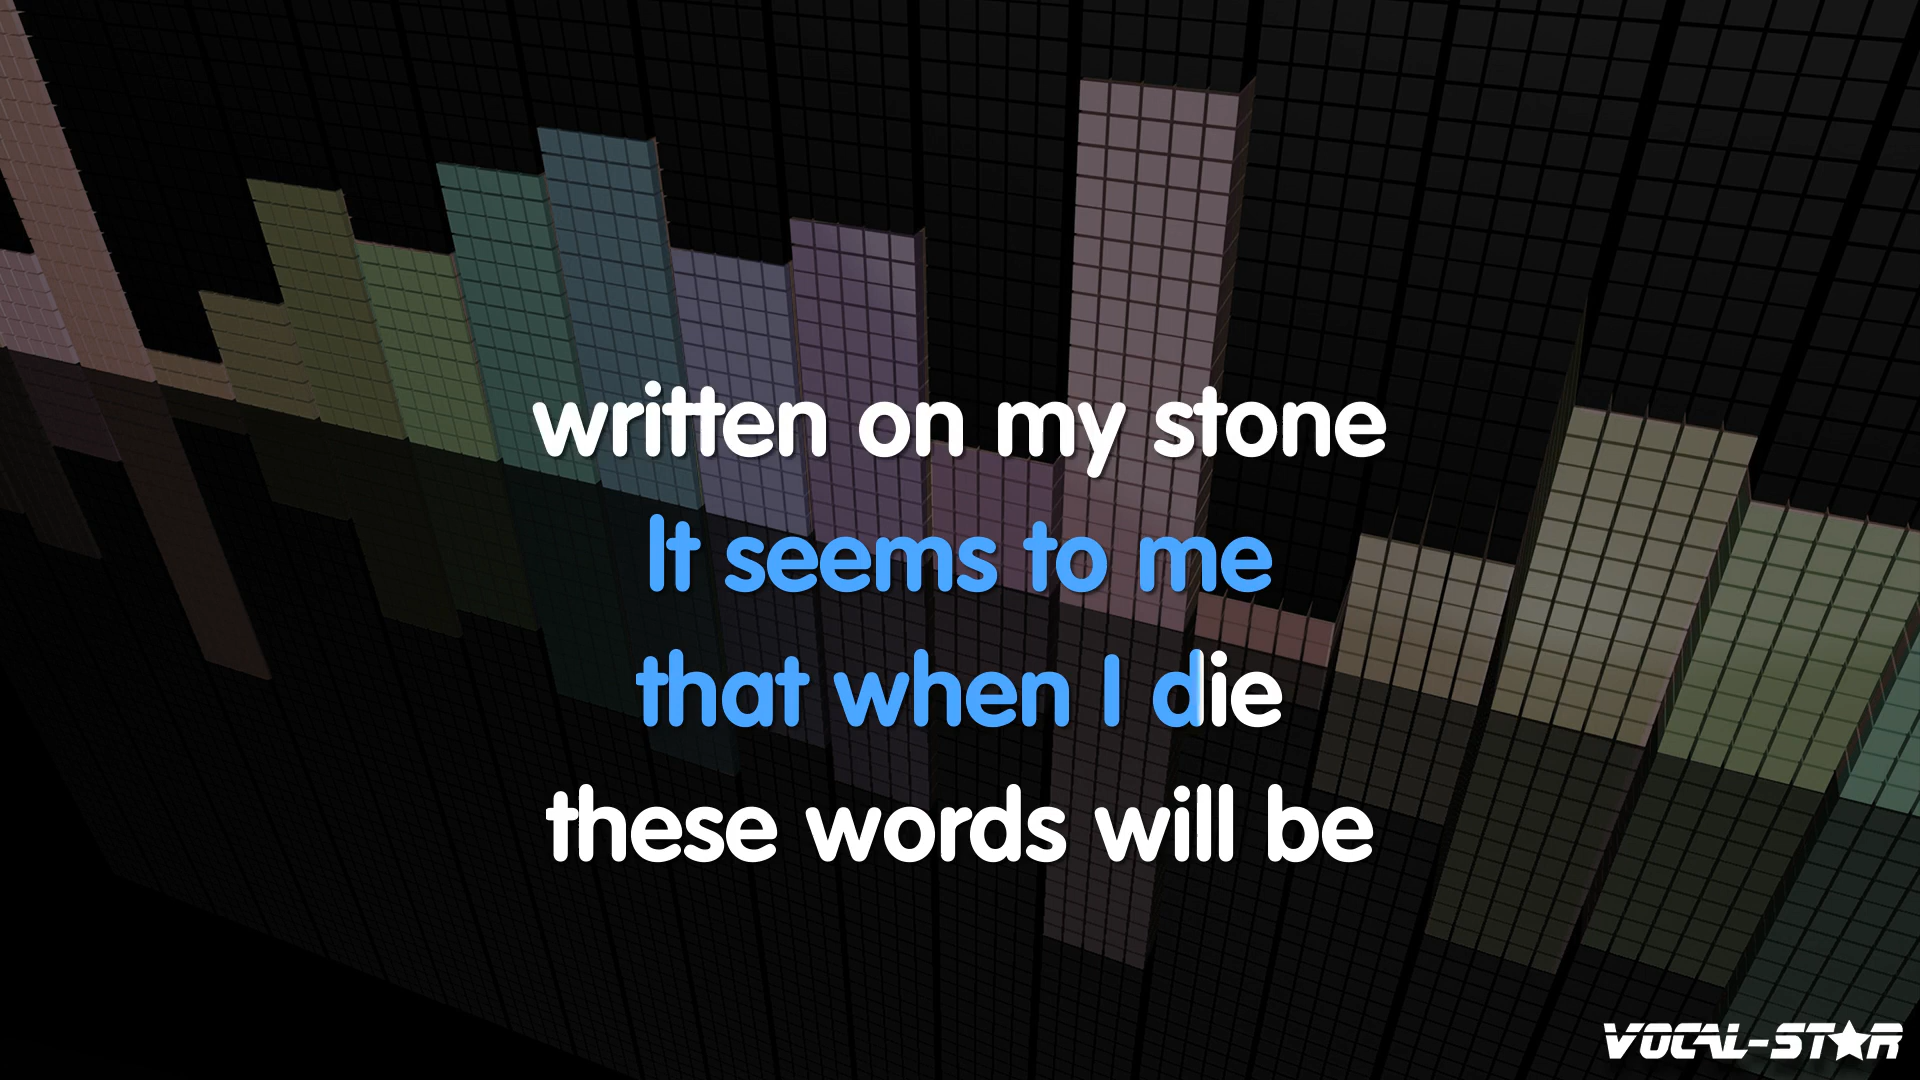 written on my stone
It seems to me
that when I die
these words will be
VOCAL-STAR